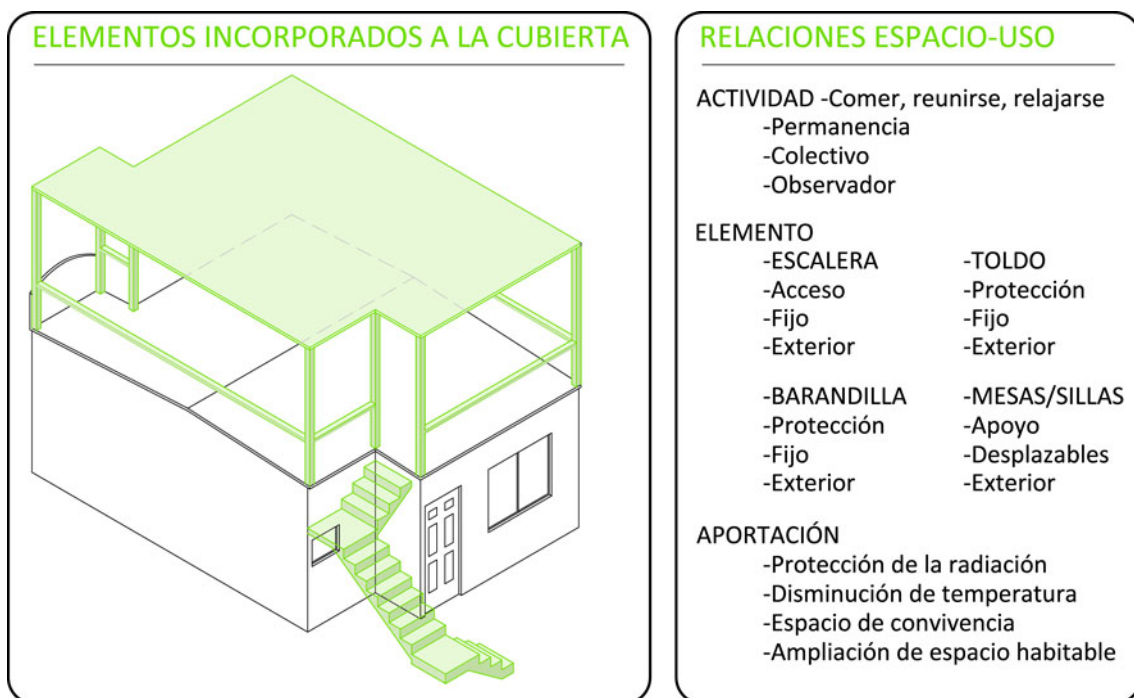 ELEMENTOS INCORPORADOS A LA CUBIERTA
RELACIONES ESPACIO-USO
ACTIVIDAD -Comer, reunirse, relajarse
-Permanencia
-Colectivo
-Observador
ELEMENTO
-ESCALERA
-Acceso
-Fijo
-Exterior
-TOLDO
-Protección
-Fijo
-Exterior
-BARANDILLA
-Protección
-Fijo
-Exterior
-MESAS/SILLAS
-Apoyo
-Desplazables
-Exterior
APORTACIÓN
-Protección de la radiación
-Disminución de temperatura
-Espacio de convivencia
-Ampliación de espacio habitable